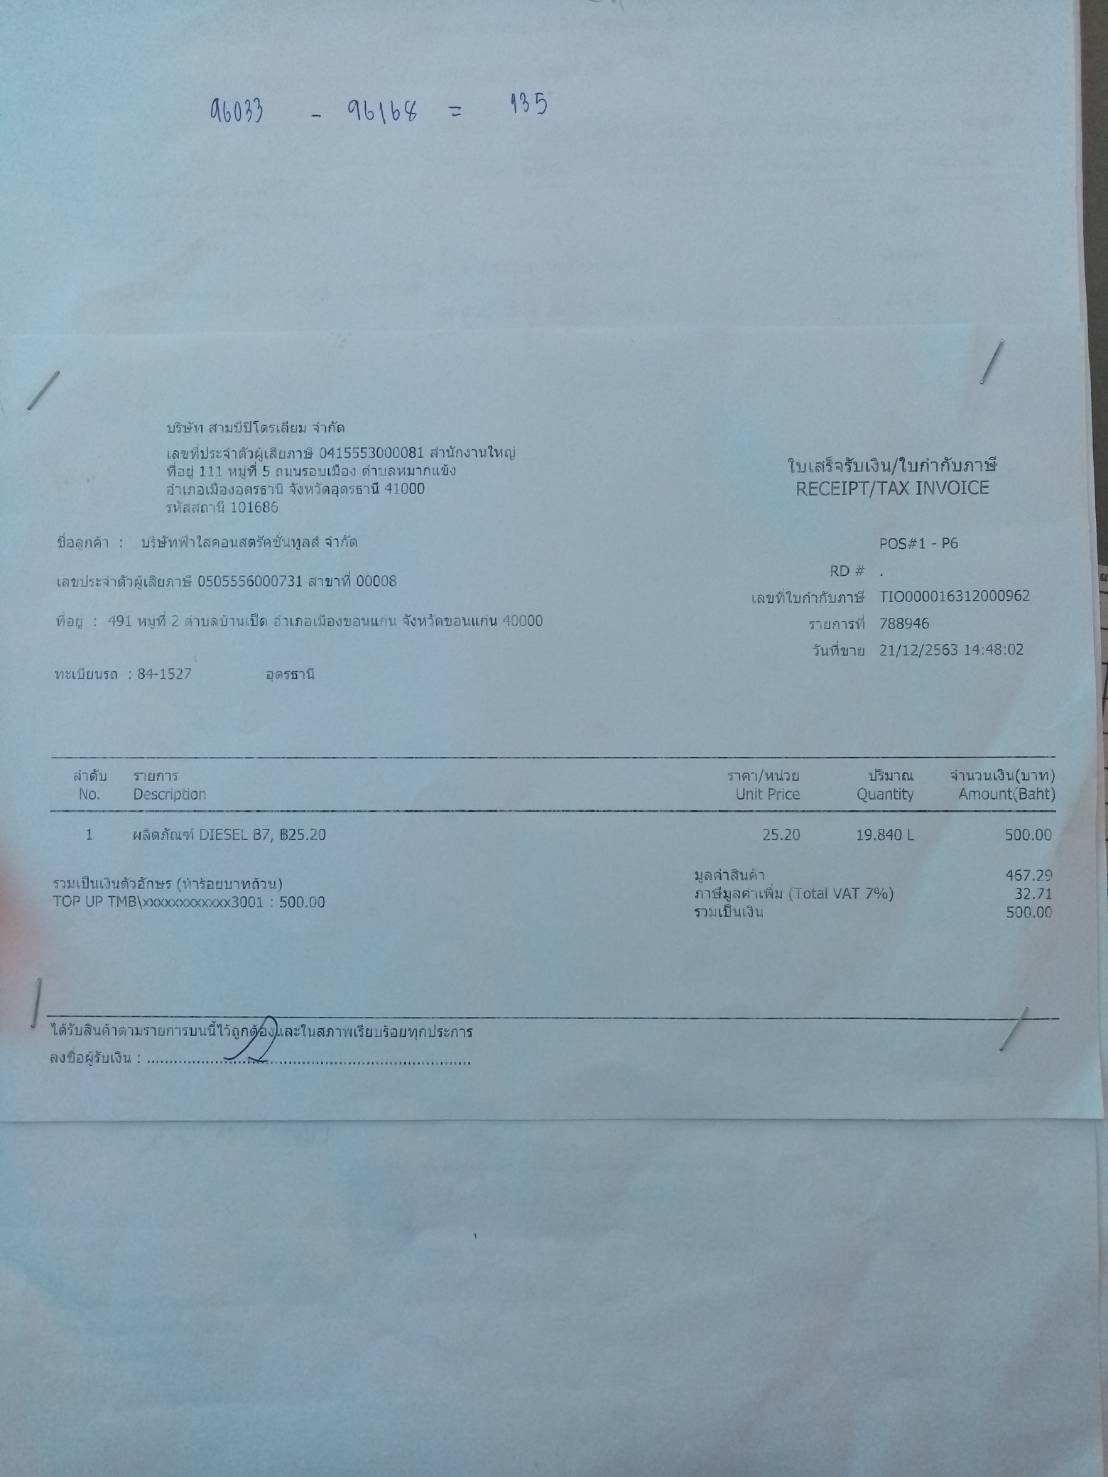 96033 - 96168 = 135
บริษัท สามบีปิโตรเลียม จำกัด
เลขที่ประจำตัวผู้เสียภาษี 0415553000081 สำนักงานใหญ่
ที่อยู่ 111 หมู่ที่ 5 ถนนรอบเมือง ตำบลหมากแข้ง
อำเภอเมืองอุดรธานี จังหวัดอุดรธานี 41000
รหัสสถานี 101686
ใบเสร็จรับเงิน/ใบกำกับภาษี
RECEIPT/TAX INVOICE
ชื่อลูกค้า : บริษัทฟ้าใสคอนสตรัคชั่นทูลส์ จำกัด
POS#1 - P6
เลขประจำตัวผู้เสียภาษี 0505556000731 สาขาที่ 00008
RD # .
เลขที่ใบกำกับภาษี TIO000016312000962
ที่อยู่ : 491 หมู่ที่ 2 ตำบลบ้านเป็ด อำเภอเมืองขอนแก่น จังหวัดขอนแก่น 40000
รายการที่ 788946
วันที่ขาย 21/12/2563 14:48:02
ทะเบียนรถ : 84-1527 อุดรธานี
ลำดับ รายการ ราคา/หน่วย ปริมาณ จำนวนเงิน(บาท)
No. Description Unit Price Quantity Amount(Baht)
1 ผลิตภัณฑ์ DIESEL B7, ฿25.20 25.20 19.840 L 500.00
มูลค่าสินค้า 467.29
รวมเป็นเงินตัวอักษร (ห้าร้อยบาทถ้วน)
ภาษีมูลค่าเพิ่ม (Total VAT 7%) 32.71
TOP UP TMB\xxxxxxxxxxxx3001 : 500.00
รวมเป็นเงิน 500.00
ได้รับสินค้าตามรายการบนนี้ไว้ถูกต้องและในสภาพเรียบร้อยทุกประการ
ลงชื่อผู้รับเงิน : ........................................